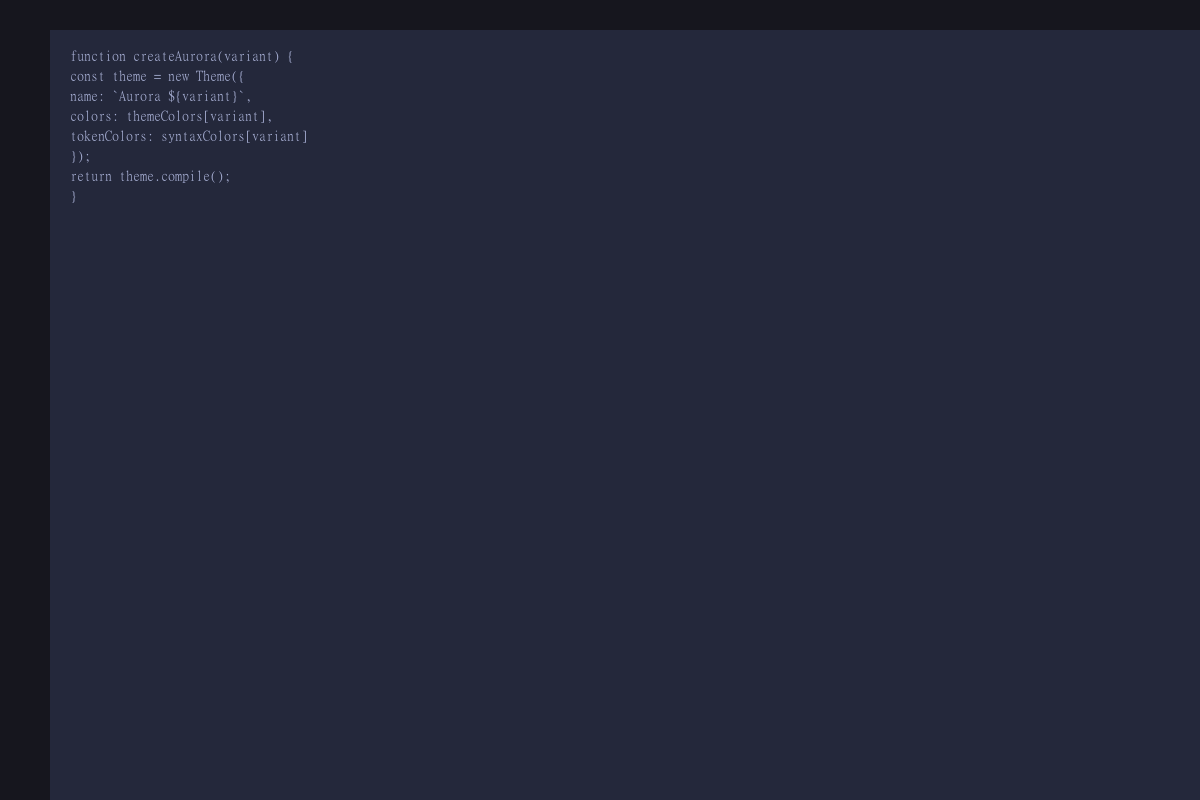 function createAurora(variant) {
const theme = new Theme({
name: `Aurora ${variant}`,
colors: themeColors[variant],
tokenColors: syntaxColors[variant]
});
return theme.compile();
}